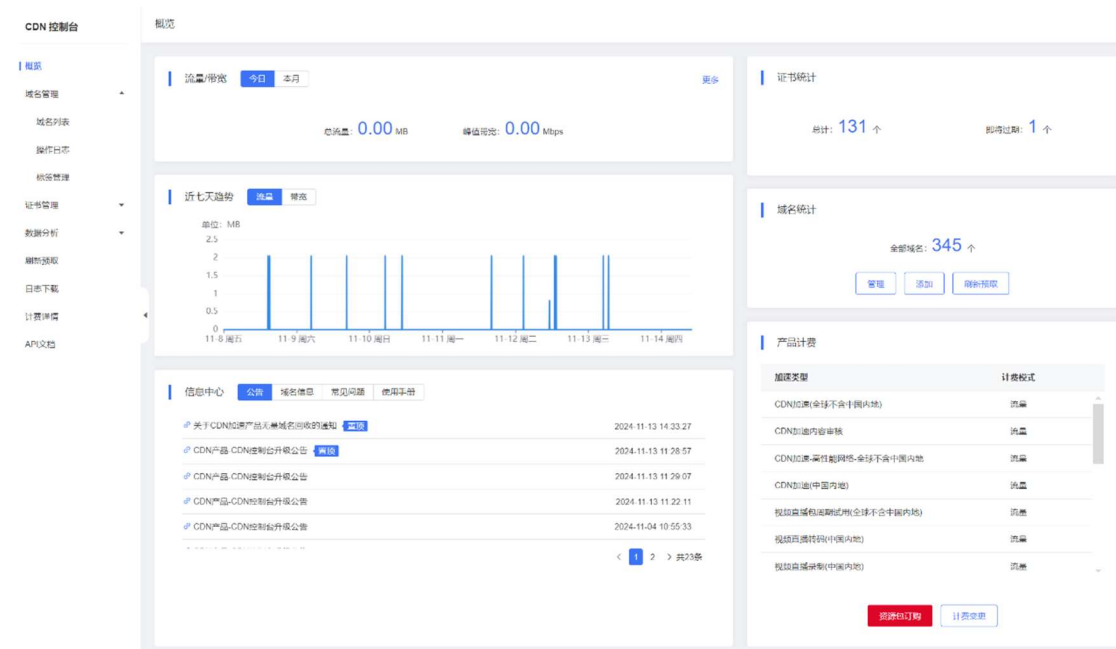 CDN 控制台
概览
域名管理
域名列表
操作日志
标签管理
证书管理
数据分析
刷新预取
日志下载
计费详情
API文档
概览
流量/带宽 今日 本月 更多
总流量: 0.00 MB 峰值带宽: 0.00 Mbps
近七天趋势 流量 带宽
单位: MB
2.5
2
1.5
1
0.5
0
11-8 周五 11-9 周六 11-10 周日 11-11 周一 11-12 周二 11-13 周三 11-14 周四
信息中心 公告 域名信息 常见问题 使用手册
关于CDN加速产品无量域名回收的通知 置顶 2024-11-13 14:33:27
CDN产品-CDN控制台升级公告 置顶 2024-11-13 11:28:57
CDN产品-CDN控制台升级公告 2024-11-13 11:29:07
CDN产品-CDN控制台升级公告 2024-11-13 11:22:11
CDN产品-CDN控制台升级公告 2024-11-04 10:55:33
1 2 共23条
证书统计
总计: 131 个 即将过期: 1 个
域名统计
全部域名: 345 个
管理 添加 刷新预取
产品计费
加速类型 计费模式
CDN加速(全球不含中国内地) 流量
CDN加速内容审核 流量
CDN加速-高性能网络-全球不含中国内地 流量
CDN加速(中国内地) 流量
视频直播包周期试用(全球不含中国内地) 流量
视频直播转码(中国内地) 流量
视频直播录制(中国内地) 流量
资源包订购 计费变更